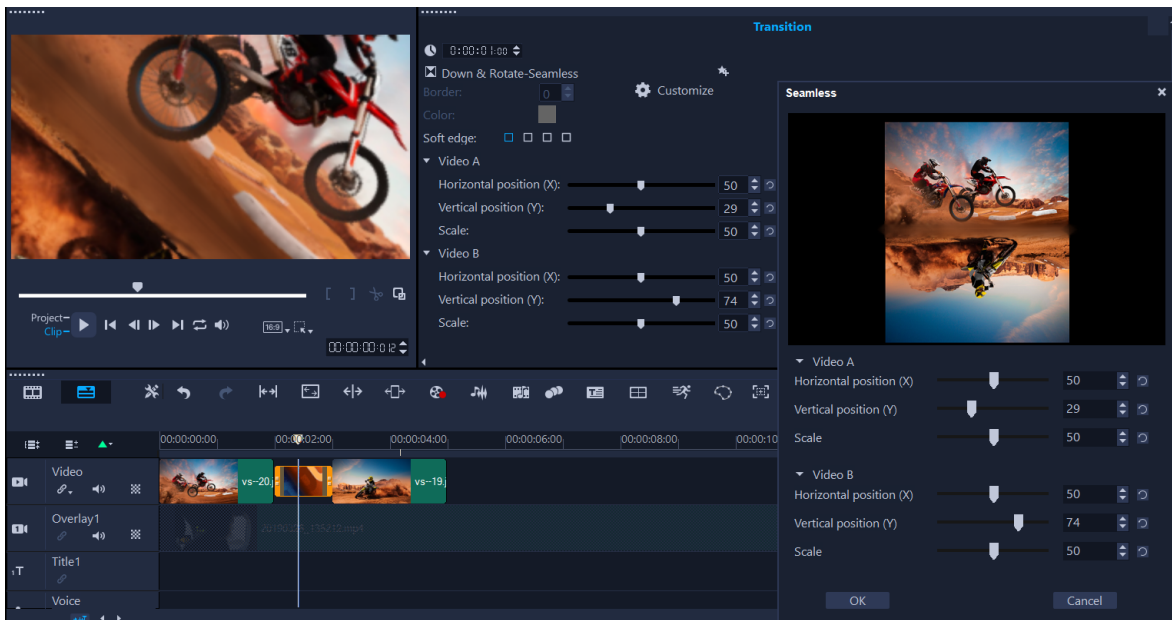 Transition
0:00:01:00
Down & Rotate-Seamless
Border: 0
Customize
Color:
Soft edge:
Video A
Horizontal position (X): 50
Vertical position (Y): 29
Scale: 50
Video B
Horizontal position (X): 50
Vertical position (Y): 74
Scale: 50
Project
Clip
16:9
00:00:00:012
Seamless
Video A
Horizontal position (X) 50
Vertical position (Y) 29
Scale 50
Video B
Horizontal position (X) 50
Vertical position (Y) 74
Scale 50
OK Cancel
00:00:00:00 00:00:02:00 00:00:04:00 00:00:06:00 00:00:08:00 00:00:10
Video
vs--20.j vs--19.j
Overlay1
Title1
Voice